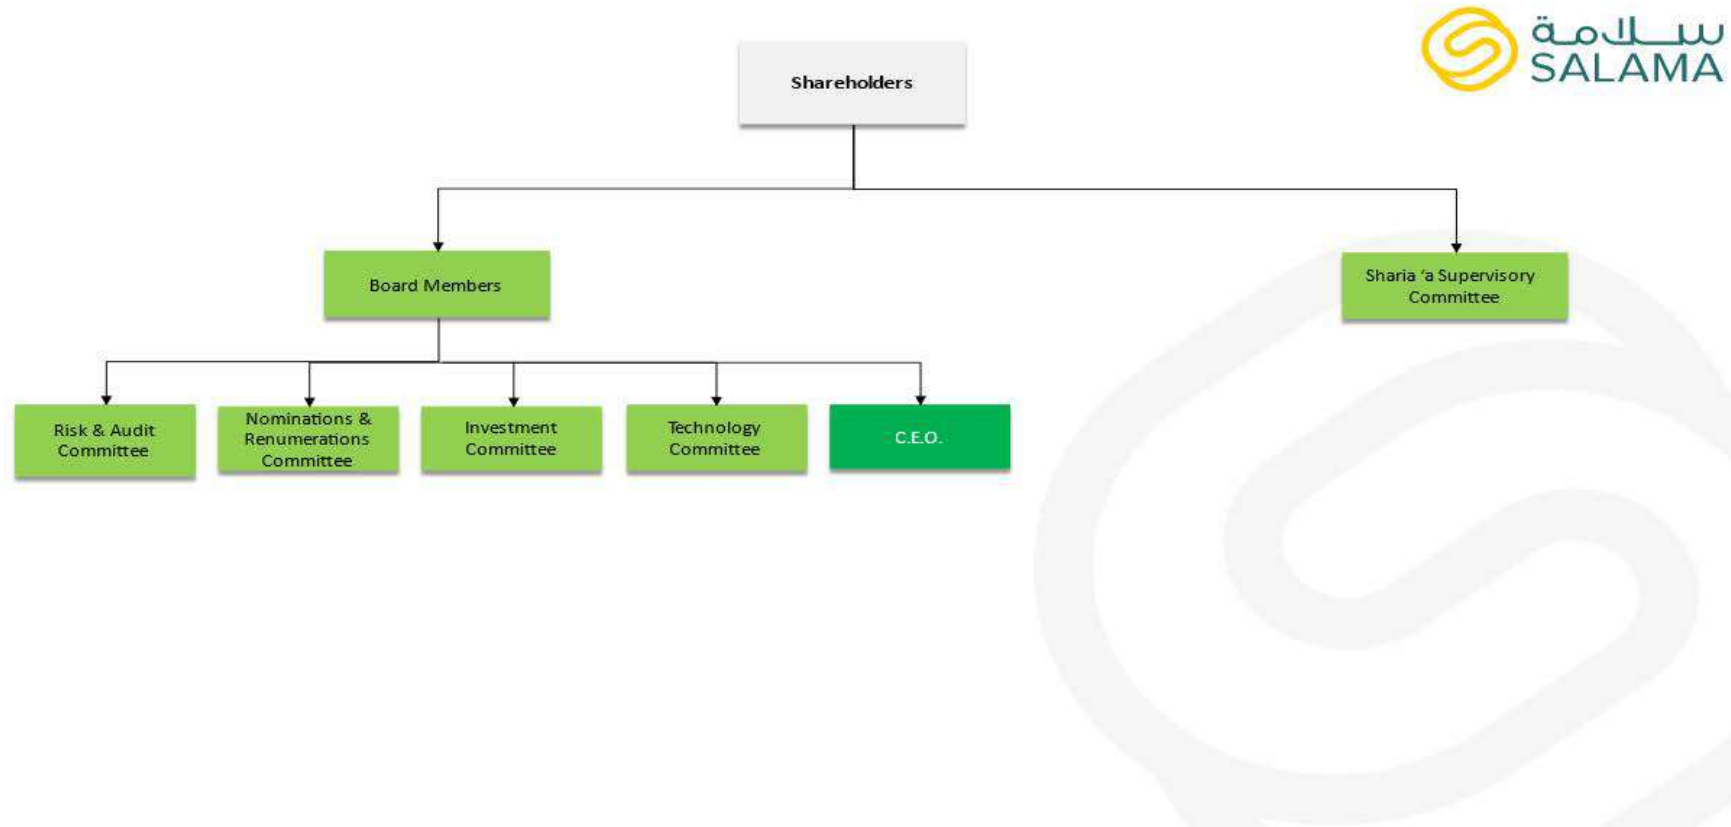 سلامة
SALAMA
Shareholders
Board Members
Sharia ‘a Supervisory
Committee
Risk & Audit
Committee
Nominations &
Renumerations
Committee
Investment
Committee
Technology
Committee
C.E.O.